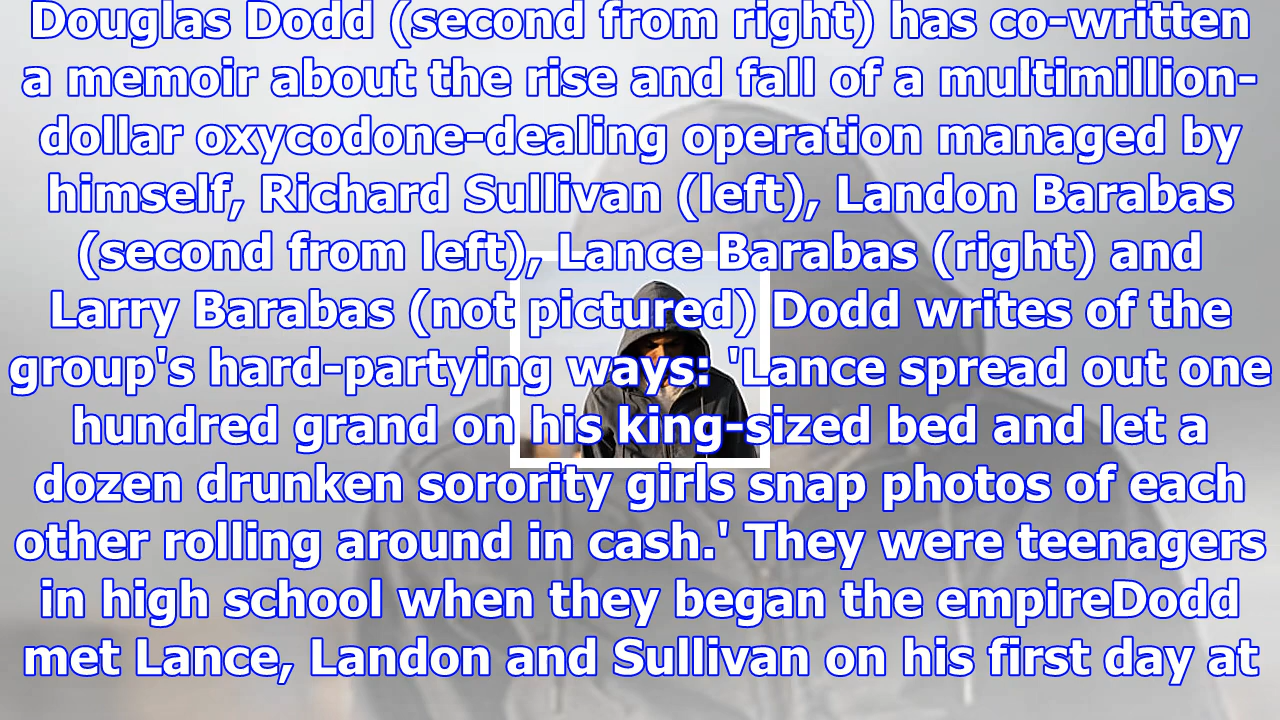 Douglas Dodd (second from right) has co-written
a memoir about the rise and fall of a multimillion-
dollar oxycodone-dealing operation managed by
himself, Richard Sullivan (left), Landon Barabas
(second from left), Lance Barabas (right) and
Larry Barabas (not pictured) Dodd writes of the
group's hard-partying ways: 'Lance spread out one
hundred grand on his king-sized bed and let a
dozen drunken sorority girls snap photos of each
other rolling around in cash.' They were teenagers
in high school when they began the empireDodd
met Lance, Landon and Sullivan on his first day at